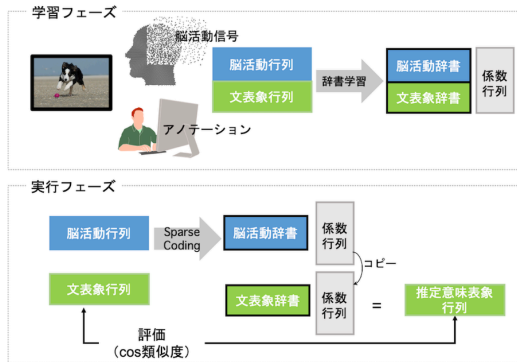 学習フェーズ
脳活動信号
アノテーション
脳活動行列
文表象行列
辞書学習
脳活動辞書
文表象辞書
係数
行列
実行フェーズ
脳活動行列
Sparse
Coding
脳活動辞書
係数
行列
コピー
文表象行列
文表象辞書
係数
行列
=
推定意味表象
行列
評価
(cos類似度)